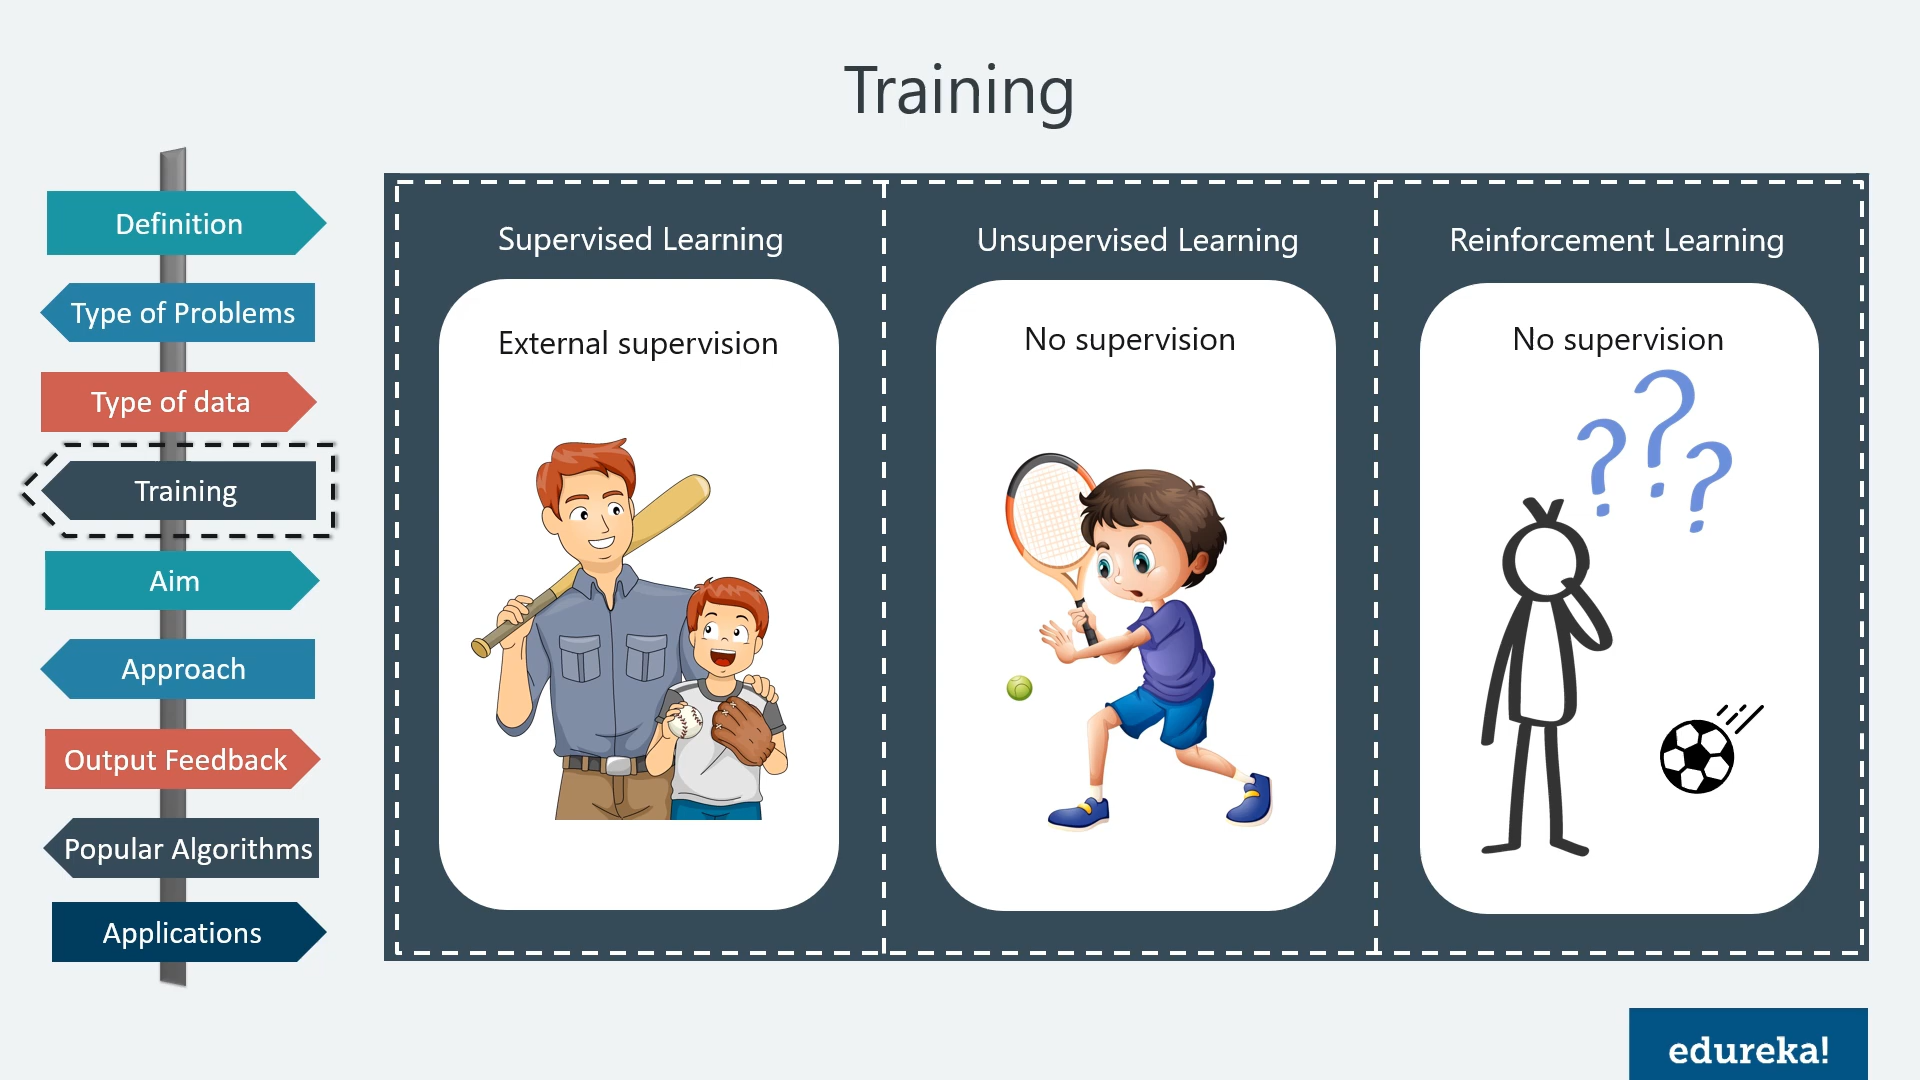 Training
Definition
Type of Problems
Type of data
Training
Aim
Approach
Output Feedback
Popular Algorithms
Applications
Supervised Learning
External supervision
Unsupervised Learning
No supervision
Reinforcement Learning
No supervision
? ? ?
edureka!